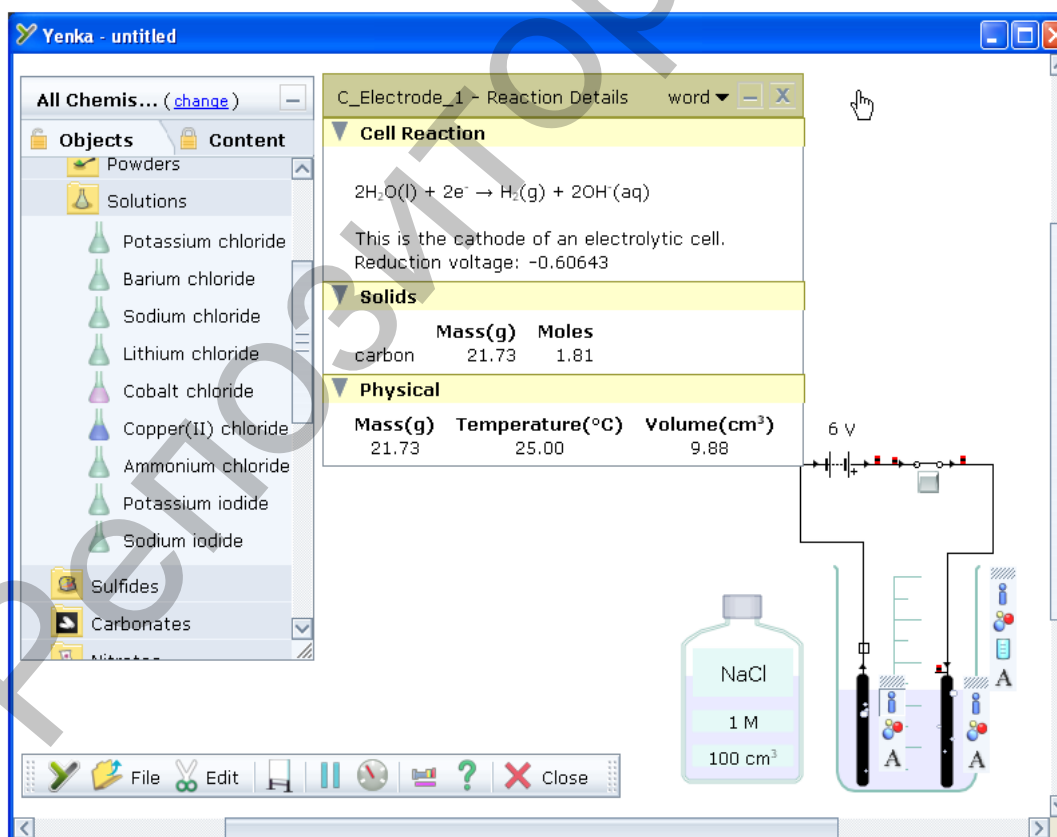 Yenka - untitled
All Chemis... (change)
Objects Content
Powders
Solutions
Potassium chloride
Barium chloride
Sodium chloride
Lithium chloride
Cobalt chloride
Copper(II) chloride
Ammonium chloride
Potassium iodide
Sodium iodide
Sulfides
Carbonates
Nitrates
C_Electrode_1 - Reaction Details word
Cell Reaction
2H₂O(l) + 2e⁻ → H₂(g) + 2OH⁻(aq)
This is the cathode of an electrolytic cell.
Reduction voltage: -0.60643
Solids
Mass(g) Moles
carbon 21.73 1.81
Physical
Mass(g) Temperature(°C) Volume(cm³)
21.73 25.00 9.88
6 V
NaCl
1 M
100 cm³
A
A
A
File Edit ? Close
Репозитор